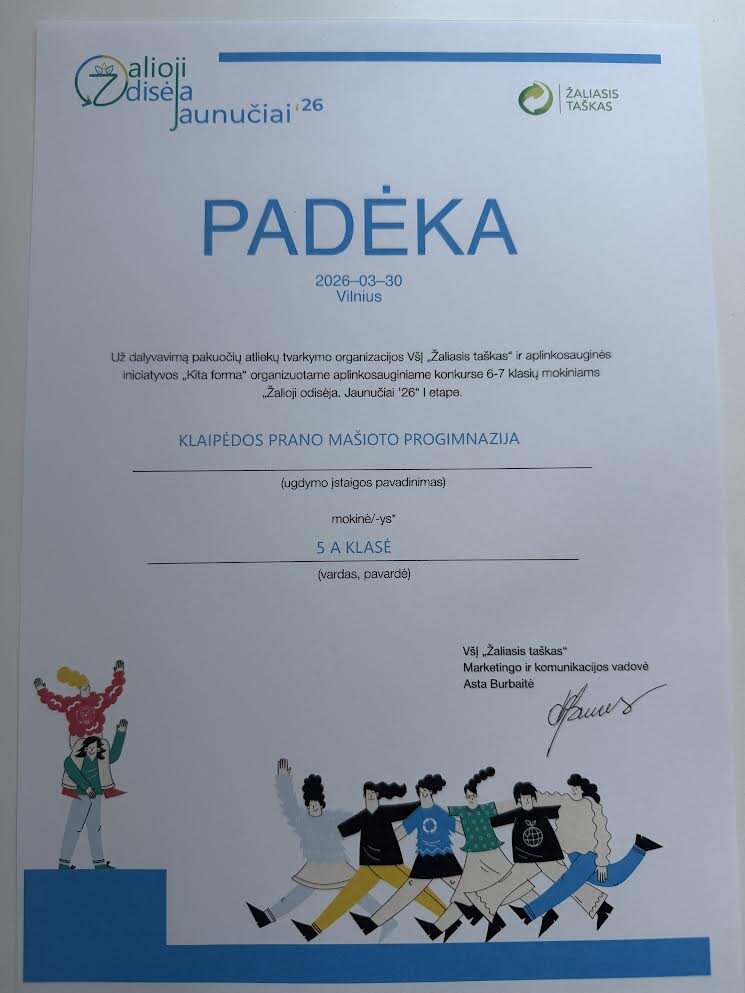 Žalioji
odisėja
Jaunučiai '26
ŽALIASIS
TAŠKAS
PADĖKA
2026–03–30
Vilnius
Už dalyvavimą pakuočių atliekų tvarkymo organizacijos VšĮ „Žaliasis taškas“ ir aplinkosauginės
iniciatyvos „Kita forma“ organizuotame aplinkosauginiame konkurse 6-7 klasių mokiniams
„Žalioji odisėja. Jaunučiai ’26“ I etape.
KLAIPĖDOS PRANO MAŠIOTO PROGIMNAZIJA
(ugdymo įstaigos pavadinimas)
mokinė/-ys*
5 A KLASĖ
(vardas, pavardė)
VšĮ „Žaliasis taškas“
Marketingo ir komunikacijos vadovė
Asta Burbaitė